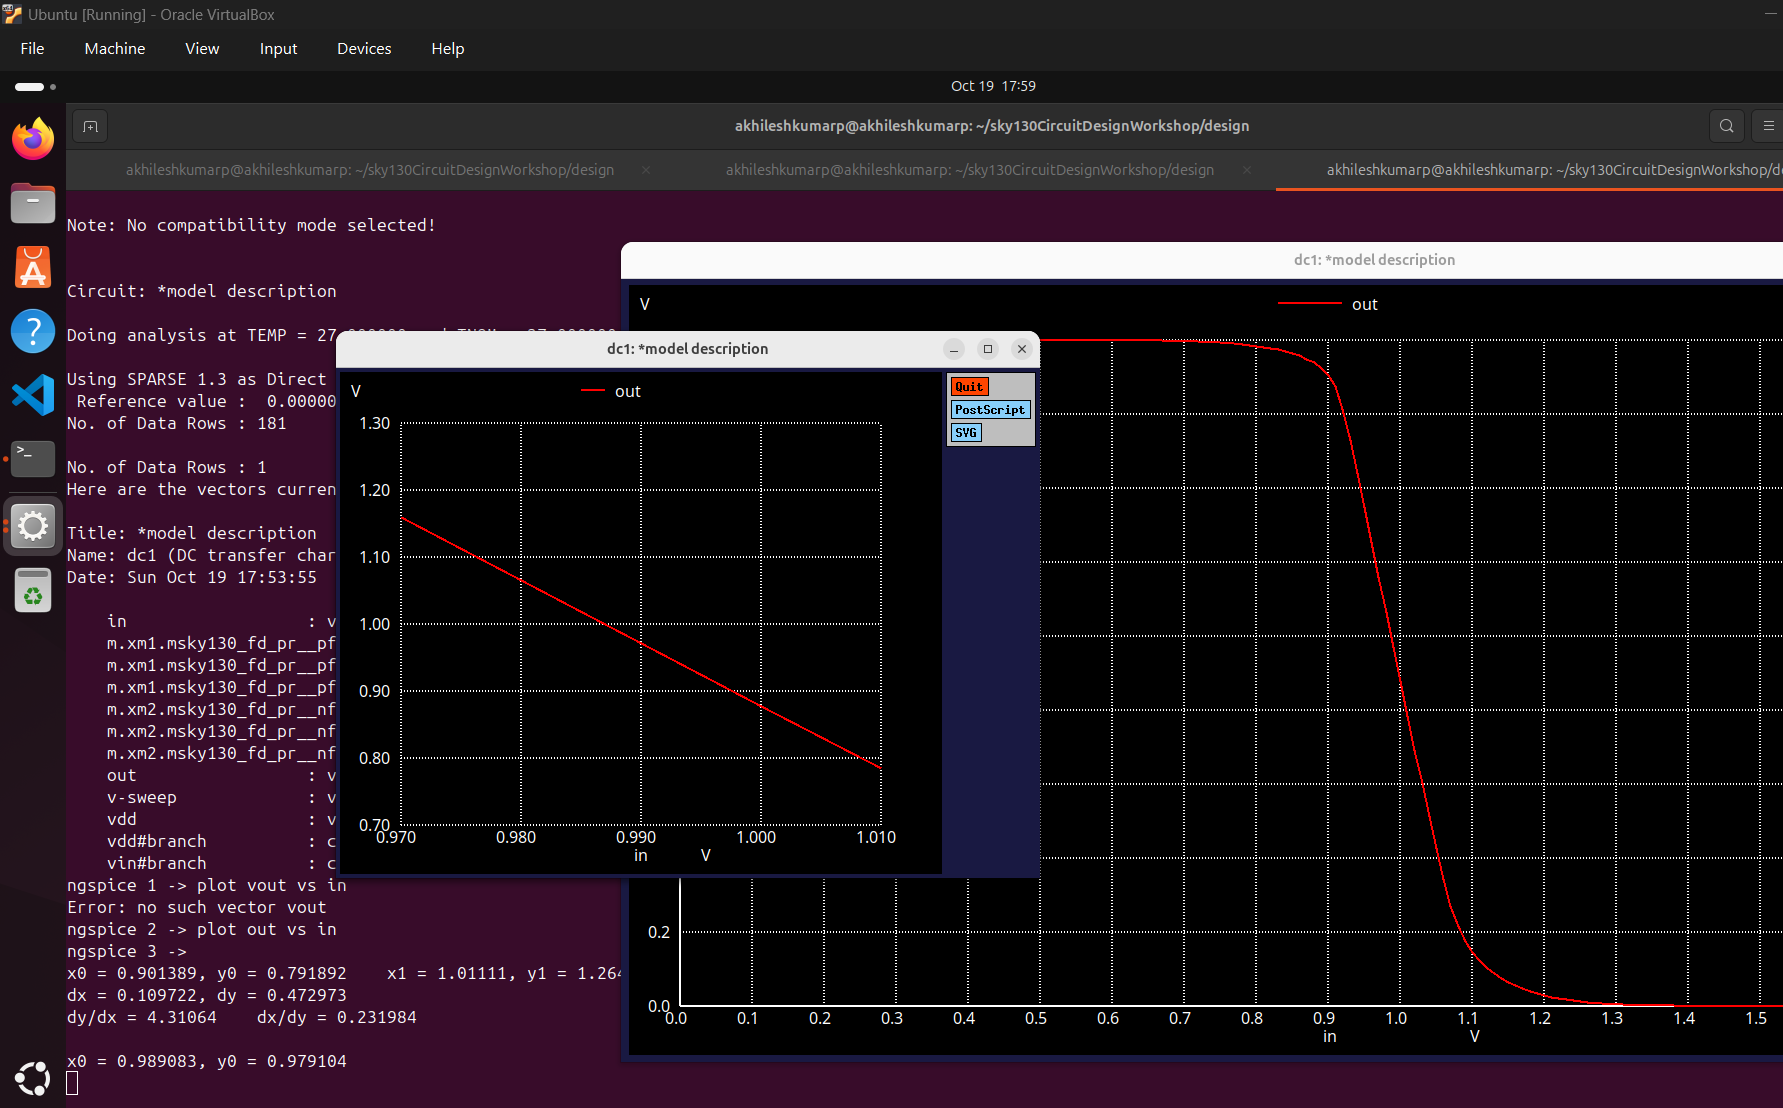 Ubuntu [Running] - Oracle VirtualBox
File Machine View Input Devices Help
Oct 19 17:59
akhileshkumarp@akhileshkumarp: ~/sky130CircuitDesignWorkshop/design
akhileshkumarp@akhileshkumarp: ~/sky130CircuitDesignWorkshop/design × akhileshkumarp@akhileshkumarp: ~/sky130CircuitDesignWorkshop/design × akhileshkumarp@akhileshkumarp: ~/sky130CircuitDesignWorkshop/de
Note: No compatibility mode selected!
Circuit: *model description
Doing analysis at TEMP = 27
Using SPARSE 1.3 as Direct
Reference value : 0.00000
No. of Data Rows : 181
No. of Data Rows : 1
Here are the vectors curren
Title: *model description
Name: dc1 (DC transfer char
Date: Sun Oct 19 17:53:55
in : v
m.xm1.msky130_fd_pr__pf
m.xm1.msky130_fd_pr__pf
m.xm1.msky130_fd_pr__pf
m.xm2.msky130_fd_pr__nf
m.xm2.msky130_fd_pr__nf
m.xm2.msky130_fd_pr__nf
out : v
v-sweep : v
vdd : v
vdd#branch : c
vin#branch : c
ngspice 1 -> plot vout vs in
Error: no such vector vout
ngspice 2 -> plot out vs in
ngspice 3 ->
x0 = 0.901389, y0 = 0.791892 x1 = 1.01111, y1 = 1.264
dx = 0.109722, dy = 0.472973
dy/dx = 4.31064 dx/dy = 0.231984
x0 = 0.989083, y0 = 0.979104
dc1: *model description
V out
Quit
PostScript
SVG
1.30
1.20
1.10
1.00
0.90
0.80
0.70
0.970 0.980 0.990 1.000 1.010
in V
dc1: *model description
V out
0.2
0.0
0.0 0.1 0.2 0.3 0.4 0.5 0.6 0.7 0.8 0.9 1.0 1.1 1.2 1.3 1.4 1.5
in V